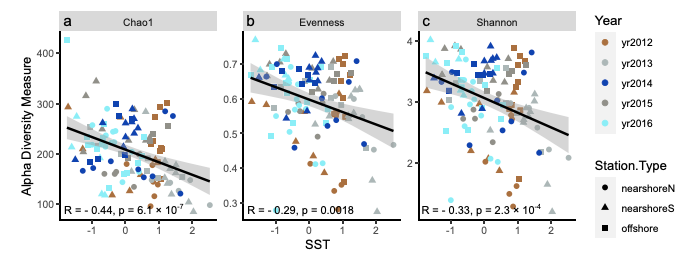 a Chao1
b Evenness
c Shannon
Alpha Diversity Measure
400
300
200
100
R = - 0.44, p = 6.1 × 10⁻⁷
-1 0 1 2
0.7
0.6
0.5
0.4
0.3
R = - 0.29, p = 0.0018
-1 0 1 2
4
3
2
R = - 0.33, p = 2.3 × 10⁻⁴
-1 0 1 2
SST
Year
yr2012
yr2013
yr2014
yr2015
yr2016
Station.Type
nearshoreN
nearshoreS
offshore